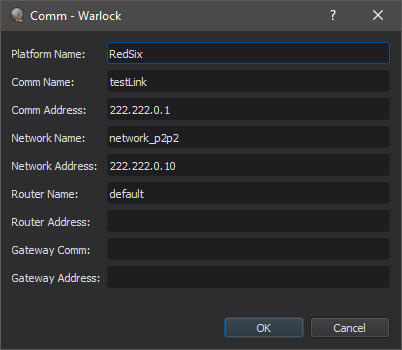 Comm - Warlock
Platform Name: RedSix
Comm Name: testLink
Comm Address: 222.222.0.1
Network Name: network_p2p2
Network Address: 222.222.0.10
Router Name: default
Router Address:
Gateway Comm:
Gateway Address:
OK Cancel